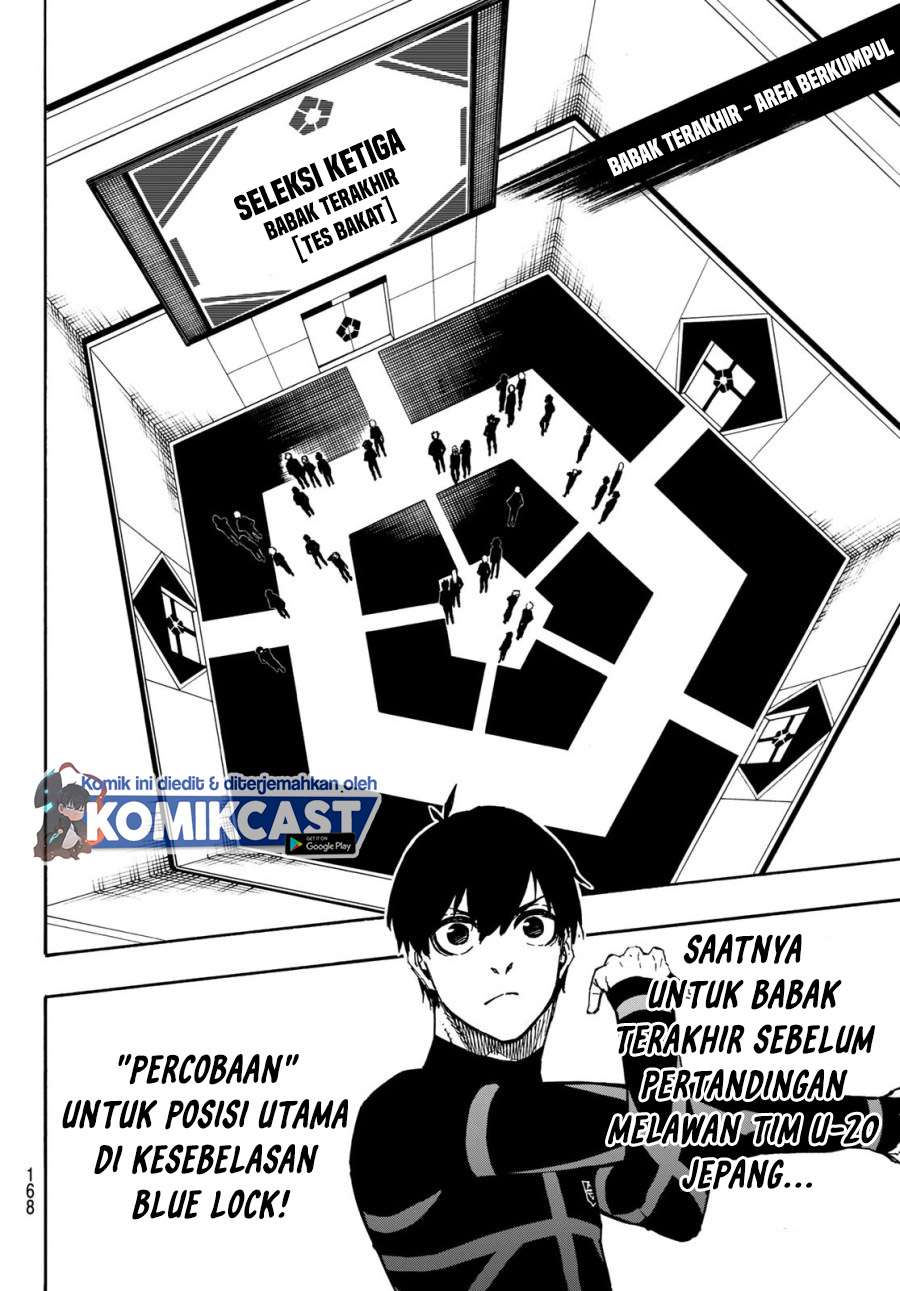 BABAK TERAKHIR - AREA BERKUMPUL
SELEKSI KETIGA
BABAK TERAKHIR
[TES BAKAT]
Komik ini diedit & diterjemahkan oleh
KOMIKCAST
GET IT ON
Google Play
SAATNYA
UNTUK BABAK
TERAKHIR SEBELUM
PERTANDINGAN
MELAWAN TIM U-20
JEPANG...
"PERCOBAAN"
UNTUK POSISI UTAMA
DI KESEBELASAN
BLUE LOCK!
168